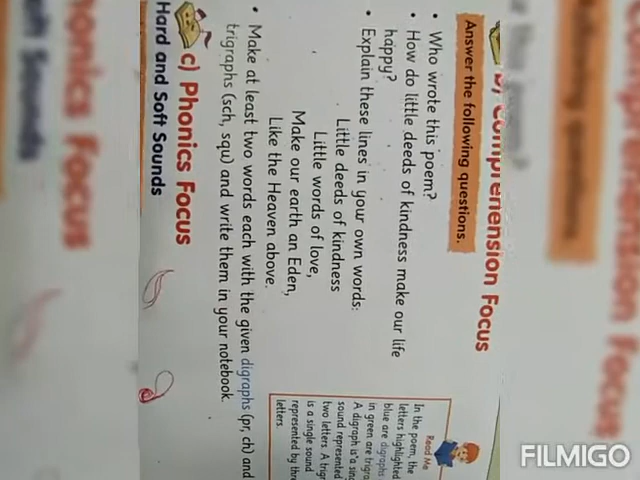 b) Comprehension Focus
Answer the following questions.
• Who wrote this poem?
• How do little deeds of kindness make our life
happy?
• Explain these lines in your own words:
Little deeds of kindness
Little words of love,
Make our earth an Eden,
Like the Heaven above.
• Make at least two words each with the given digraphs (pr, ch) and
trigraphs (sch, squ) and write them in your notebook.
Read Me
In the poem, the
letters highlighted
blue are digraphs
in green are trigra
A digraph is a sing
sound represented
two letters. A trigr
is a single sound
represented by thre
letters.
c) Phonics Focus
Hard and Soft Sounds
FILMIGO